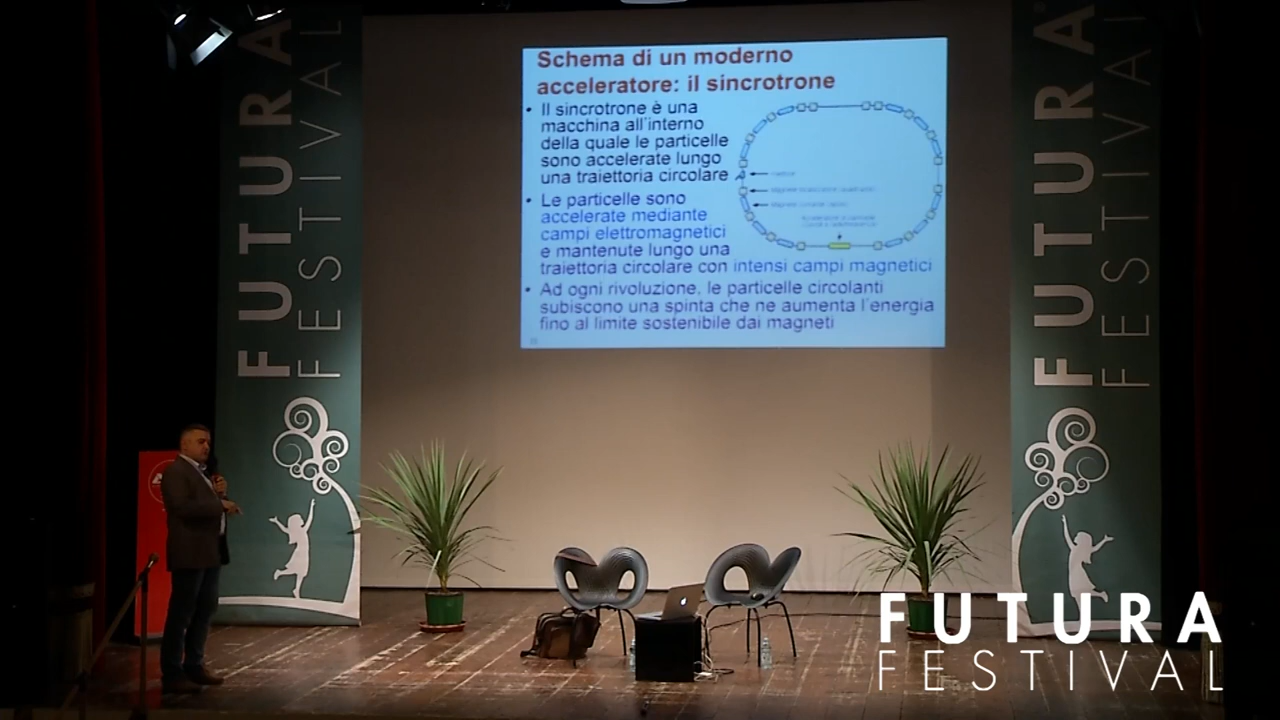 FUTURA
FESTIVAL
Schema di un moderno
acceleratore: il sincrotrone
• Il sincrotrone è una
macchina all'interno
della quale le particelle
sono accelerate lungo
una traiettoria circolare
• Le particelle sono
accelerate mediante
campi elettromagnetici
e mantenute lungo una
traiettoria circolare con intensi campi magnetici
• Ad ogni rivoluzione, le particelle circolanti
subiscono una spinta che ne aumenta l'energia
fino al limite sostenibile dai magneti
FUTURA
FESTIVAL
FUTURA
FESTIVAL